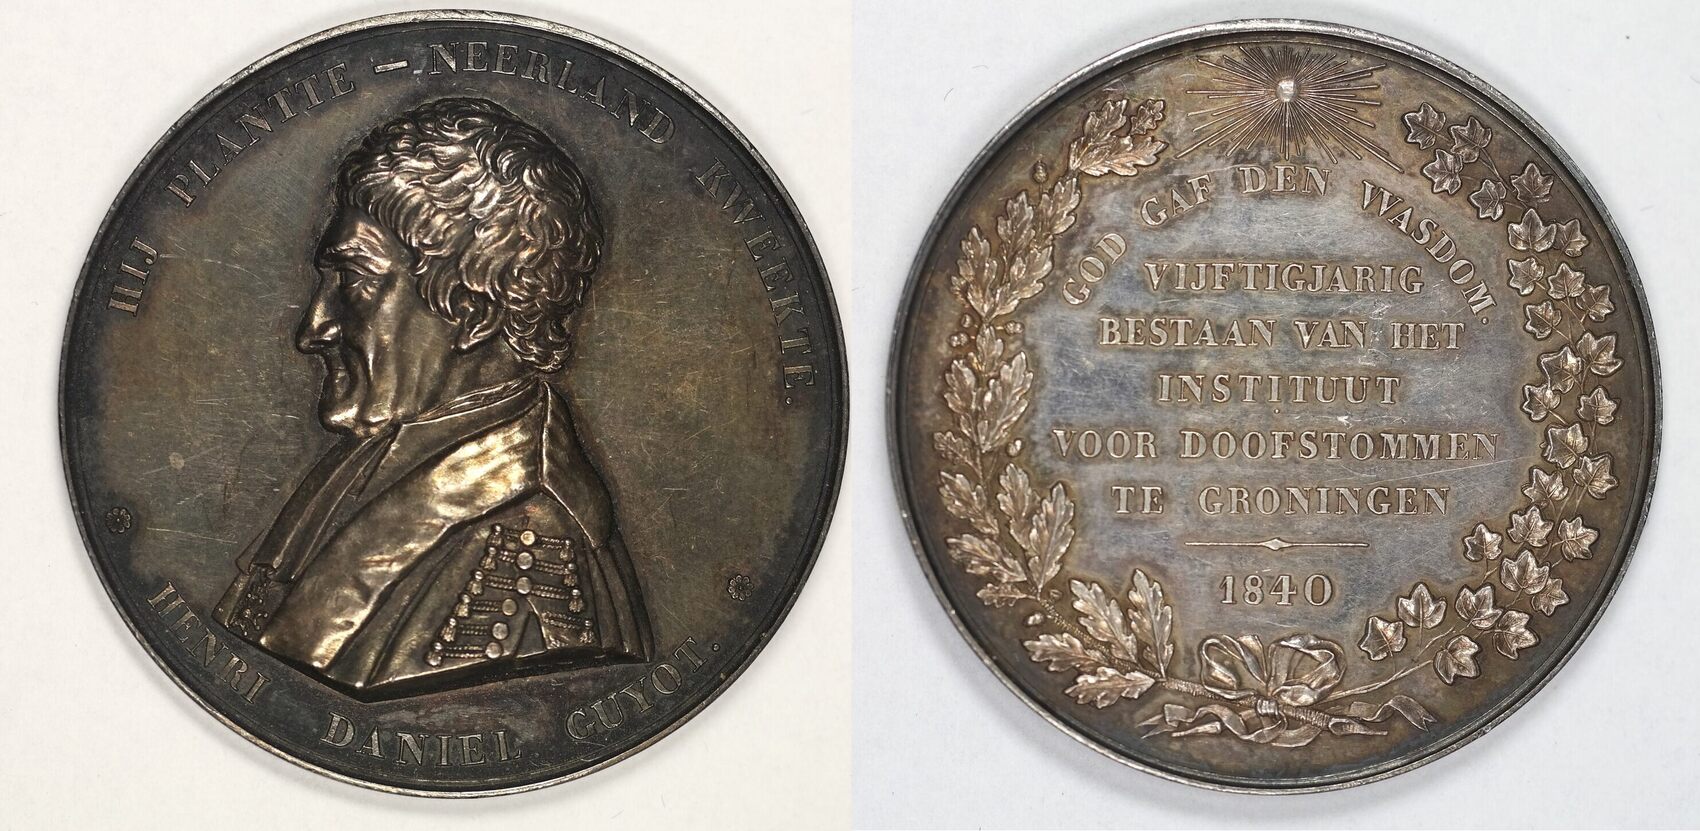 HIJ PLANTTE — NEERLAND KWEEKTE.
HENRI DANIEL GUYOT.
GOD GAF DEN WASDOM.
VIJFTIGJARIG
BESTAAN VAN HET
INSTITUUT
VOOR DOOFSTOMMEN
TE GRONINGEN
1840